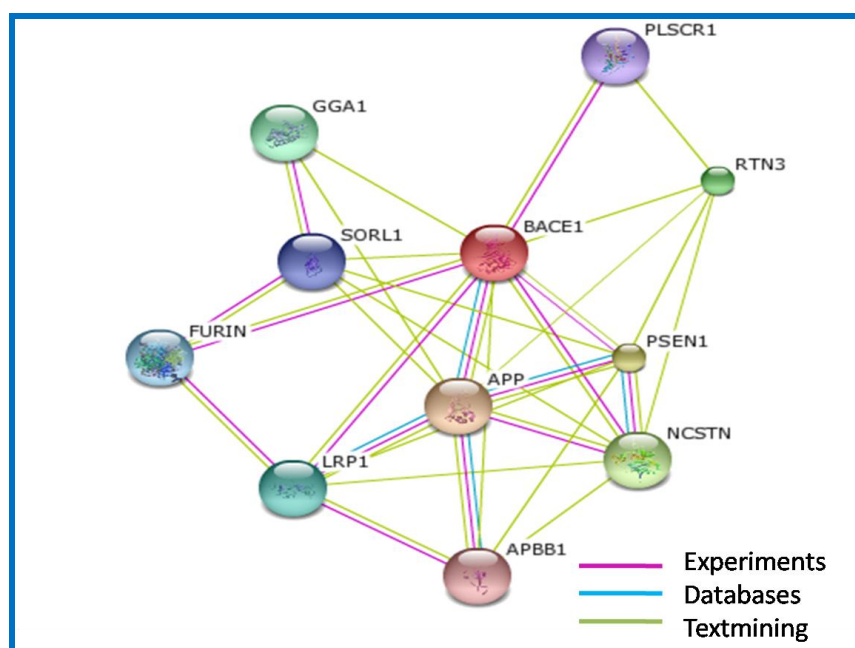 PLSCR1
GGA1
RTN3
SORL1
BACE1
FURIN
PSEN1
APP
NCSTN
LRP1
APBB1
Experiments
Databases
Textmining